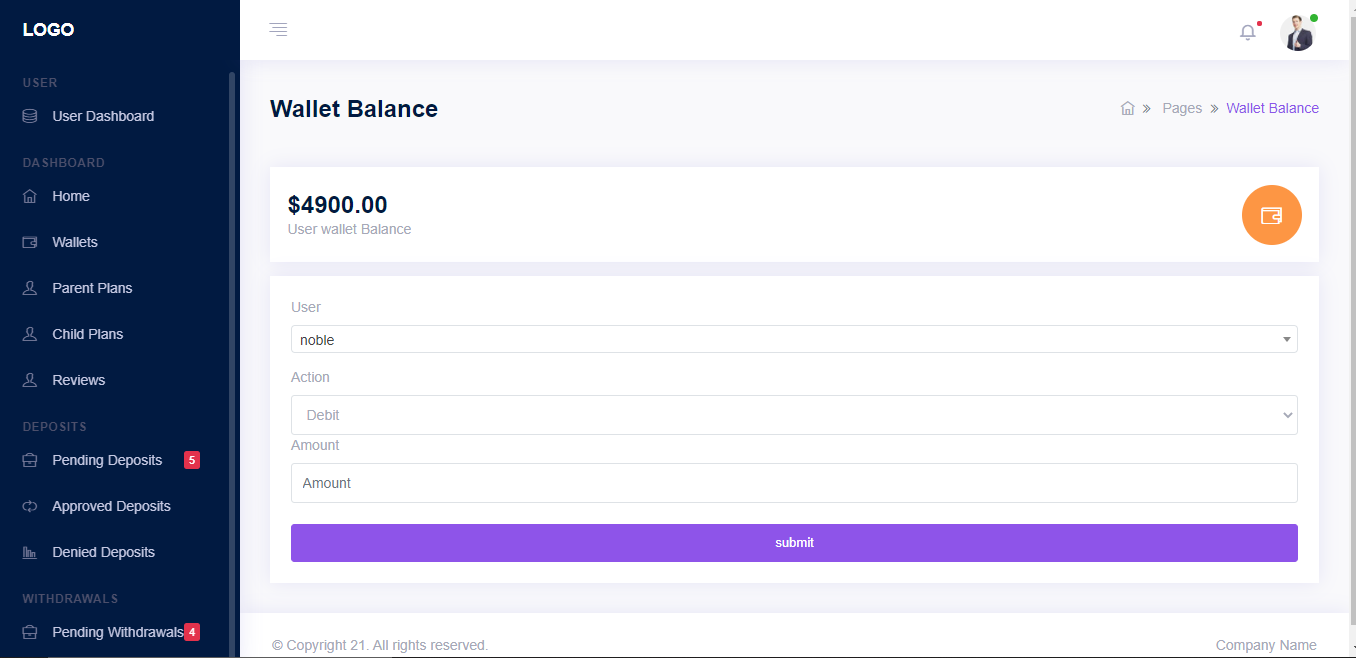 LOGO
USER
User Dashboard
DASHBOARD
Home
Wallets
Parent Plans
Child Plans
Reviews
DEPOSITS
Pending Deposits 5
Approved Deposits
Denied Deposits
WITHDRAWALS
Pending Withdrawals 4
Wallet Balance
» Pages » Wallet Balance
$4900.00
User wallet Balance
User
noble
Action
Debit
Amount
Amount
submit
© Copyright 21. All rights reserved.
Company Name